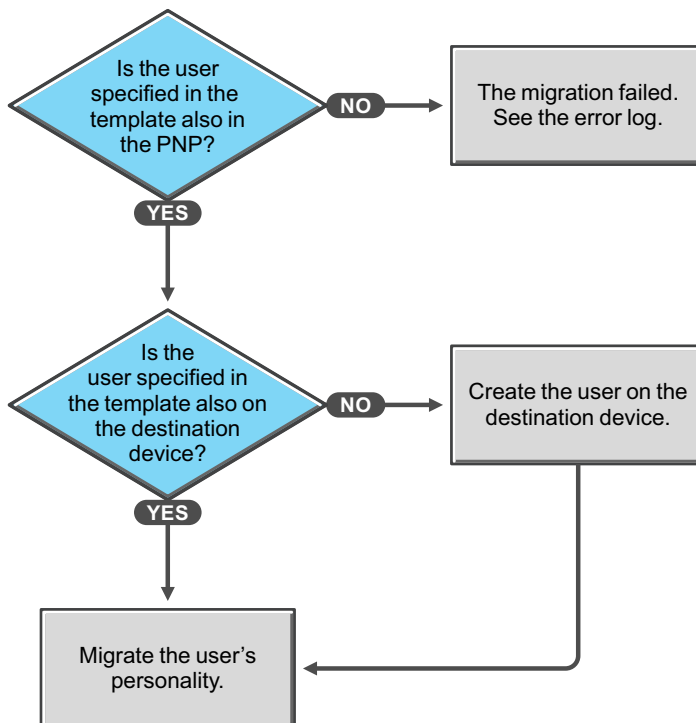 Is the user
specified in the
template also in
the PNP?
NO
The migration failed.
See the error log.
YES
Is the
user specified in
the template also on
the destination
device?
NO
Create the user on the
destination device.
YES
Migrate the user’s
personality.